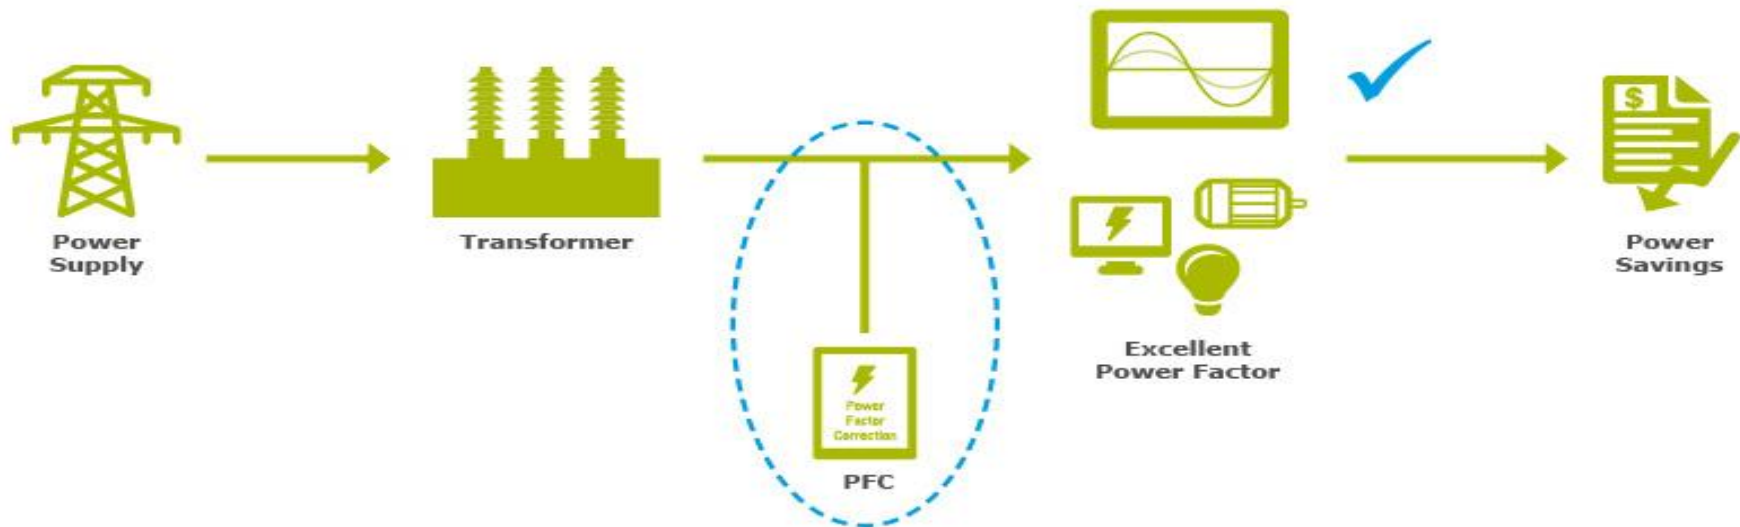 Power
Supply
Transformer
Power
Factor
Correction
PFC
Excellent
Power Factor
$
Power
Savings